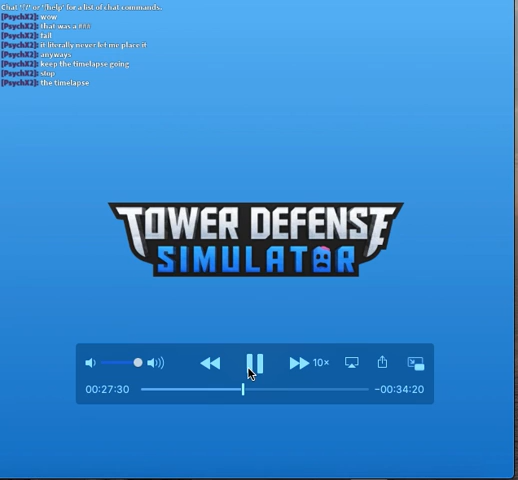 Chat '/?' or '/help' for a list of chat commands.
[PsychX2]: wow
[PsychX2]: that was a ###
[PsychX2]: fail
[PsychX2]: it literally never let me place it
[PsychX2]: anyways
[PsychX2]: keep the timelapse going
[PsychX2]: stop
[PsychX2]: the timelapse
TOWER DEFENSE
SIMULATOR
10×
00:27:30
−00:34:20